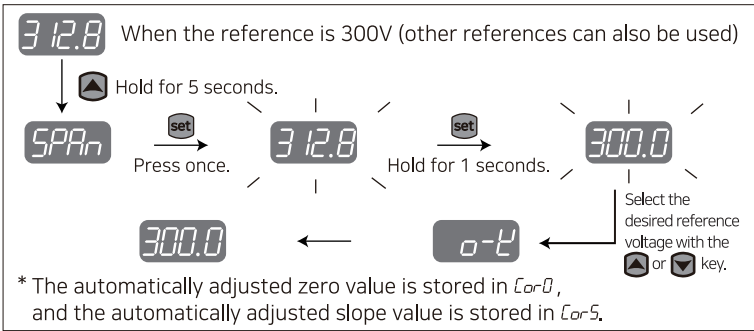 312.8 When the reference is 300V (other references can also be used)
Hold for 5 seconds.
SPAn
set
Press once.
312.8
set
Hold for 1 seconds.
300.0
Select the
desired reference
voltage with the
or key.
o-k
300.0
* The automatically adjusted zero value is stored in Cor0,
and the automatically adjusted slope value is stored in CorS.